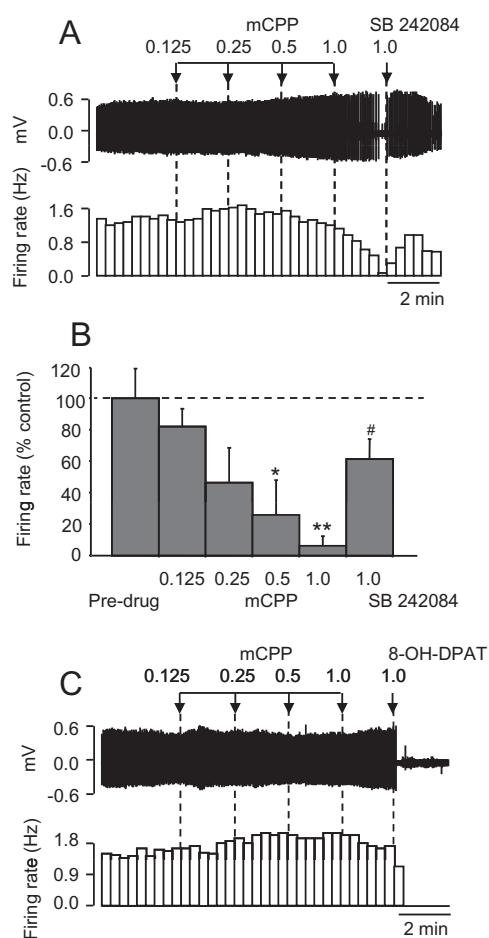 A
mCPP SB 242084
0.125 0.25 0.5 1.0 1.0
0.6
0.0
-0.6
mV
1.6
0.8
0.0
Firing rate (Hz)
2 min
B
120
100
80
60
40
20
0
Firing rate (% control)
* ** #
0.125 0.25 0.5 1.0 1.0
Pre-drug mCPP SB 242084
C
mCPP 8-OH-DPAT
0.125 0.25 0.5 1.0 1.0
0.6
0.0
-0.6
mV
1.8
0.9
0.0
Firing rate (Hz)
2 min